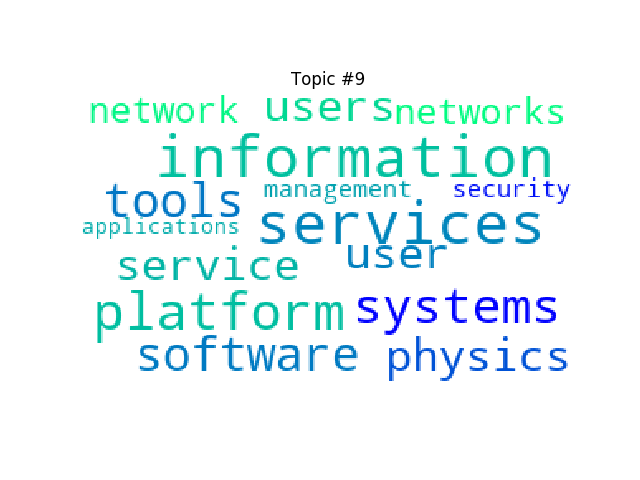 Topic #9
network users networks
information
tools management security
applications services
service user
platform systems
software physics